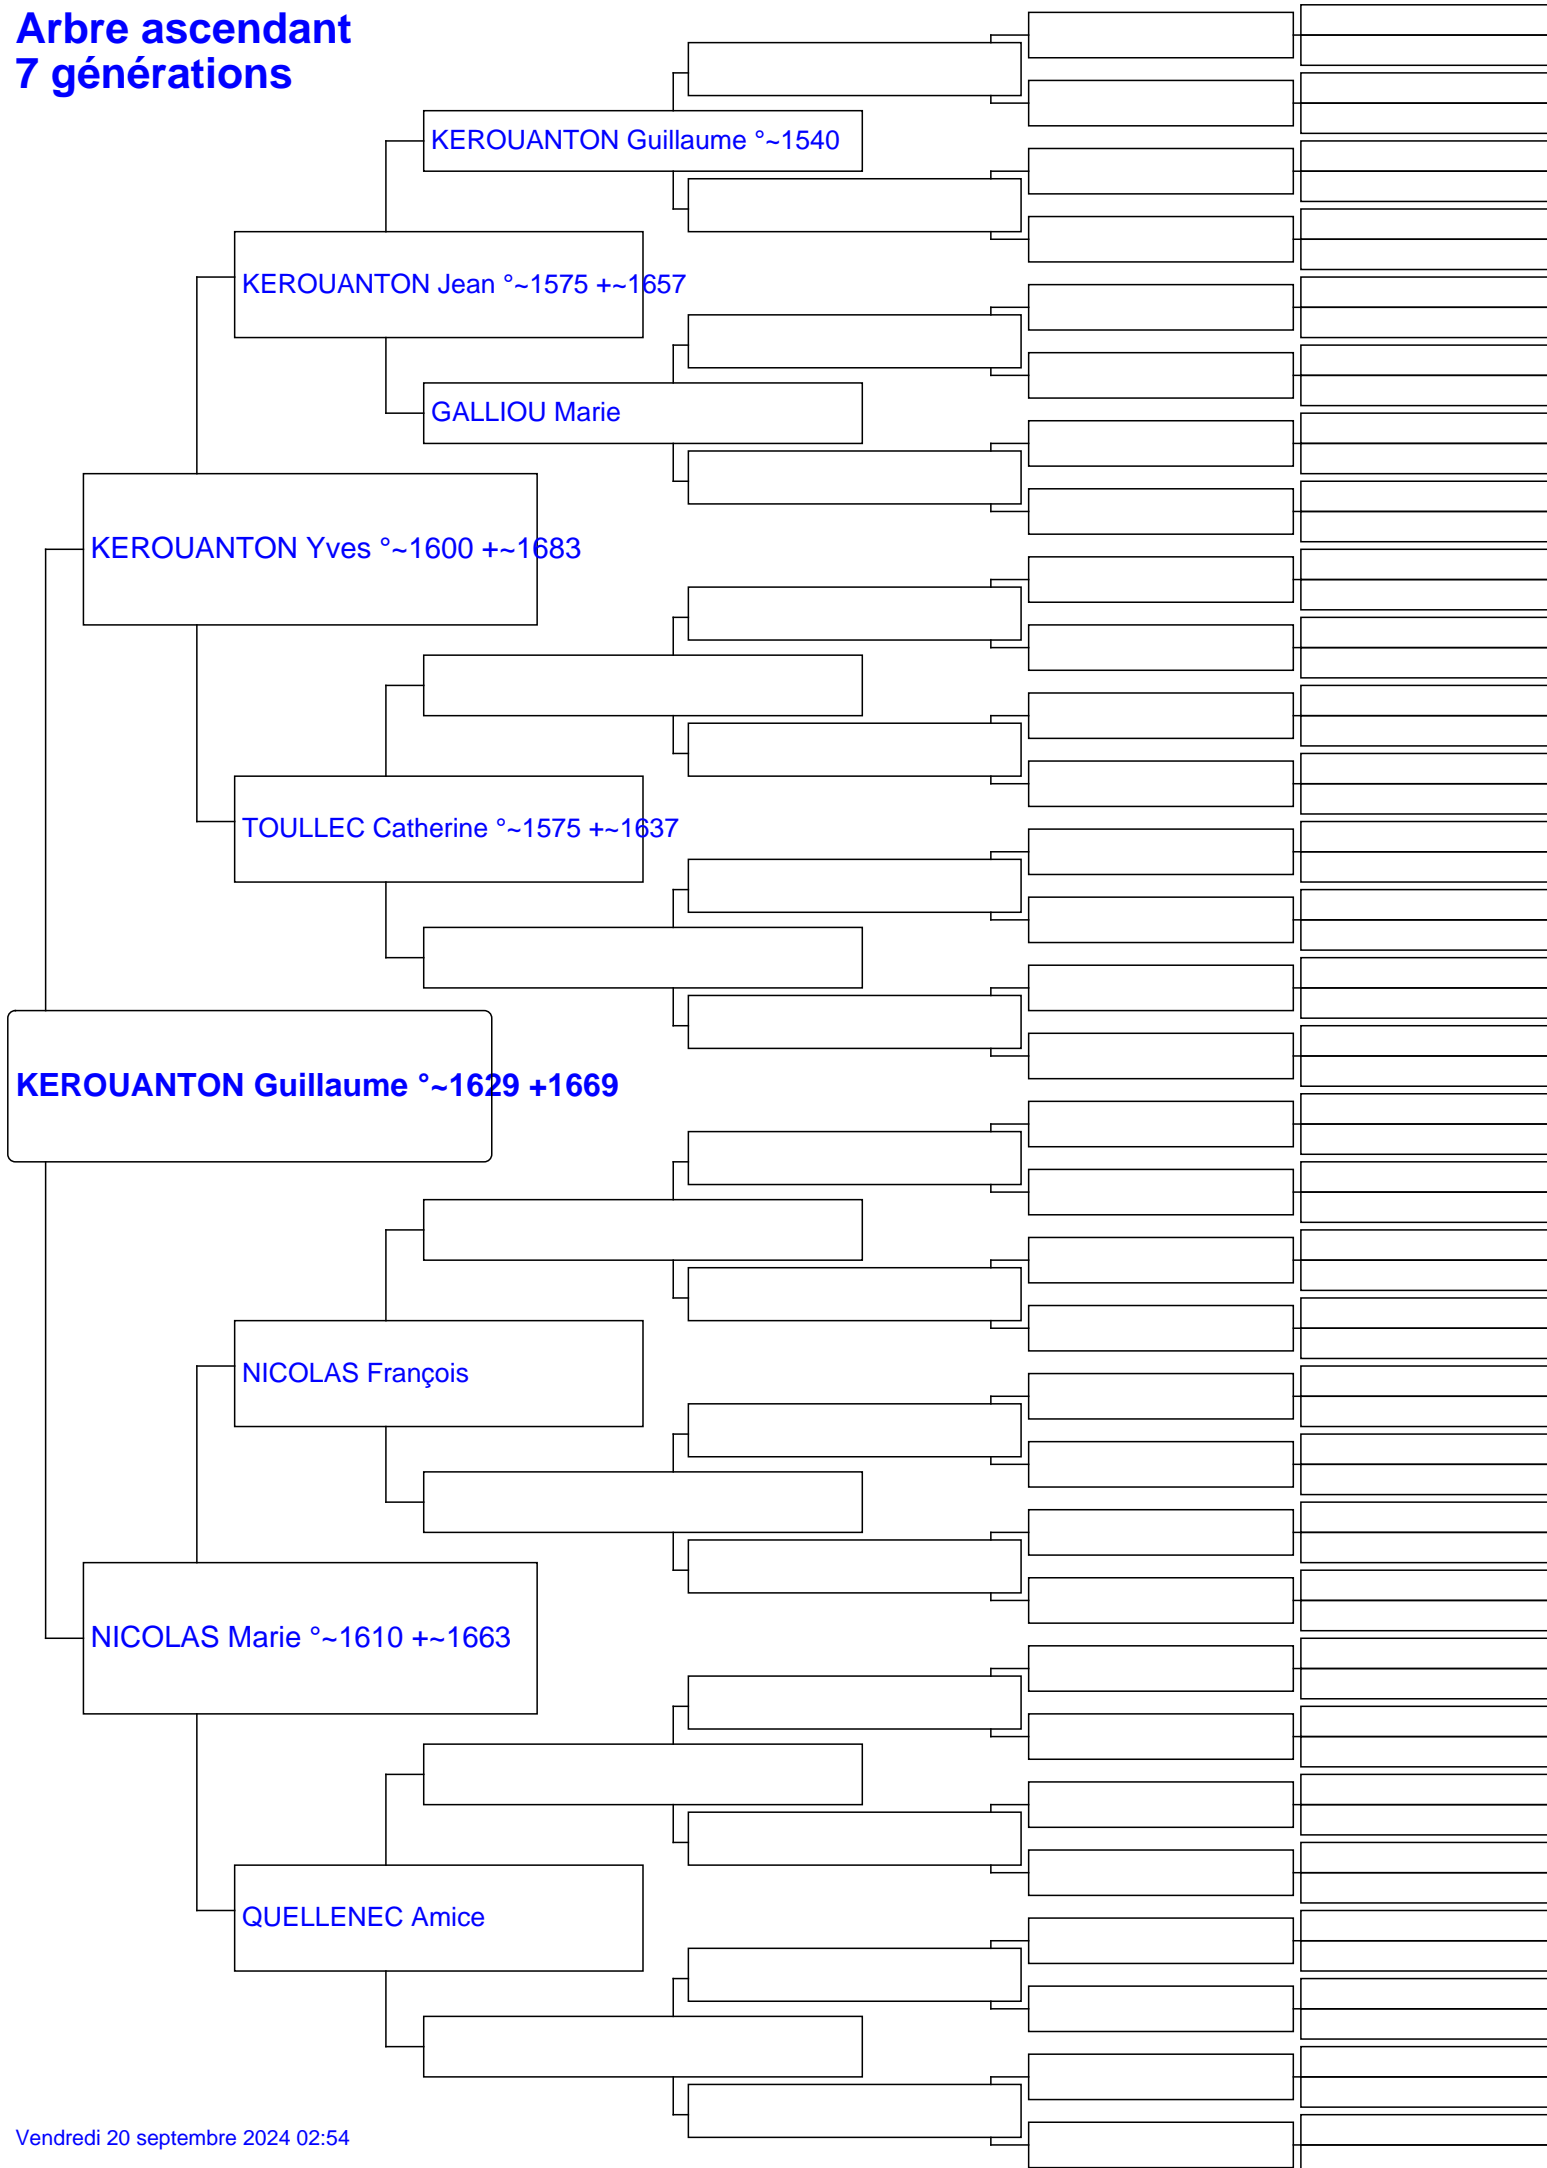 Arbre ascendant
7 générations
KEROUANTON Guillaume °~1540
KEROUANTON Jean °~1575 +~1657
GALLIOU Marie
KEROUANTON Yves °~1600 +~1683
TOULLEC Catherine °~1575 +~1637
KEROUANTON Guillaume °~1629 +1669
NICOLAS François
NICOLAS Marie °~1610 +~1663
QUELLENEC Amice
Vendredi 20 septembre 2024 02:54